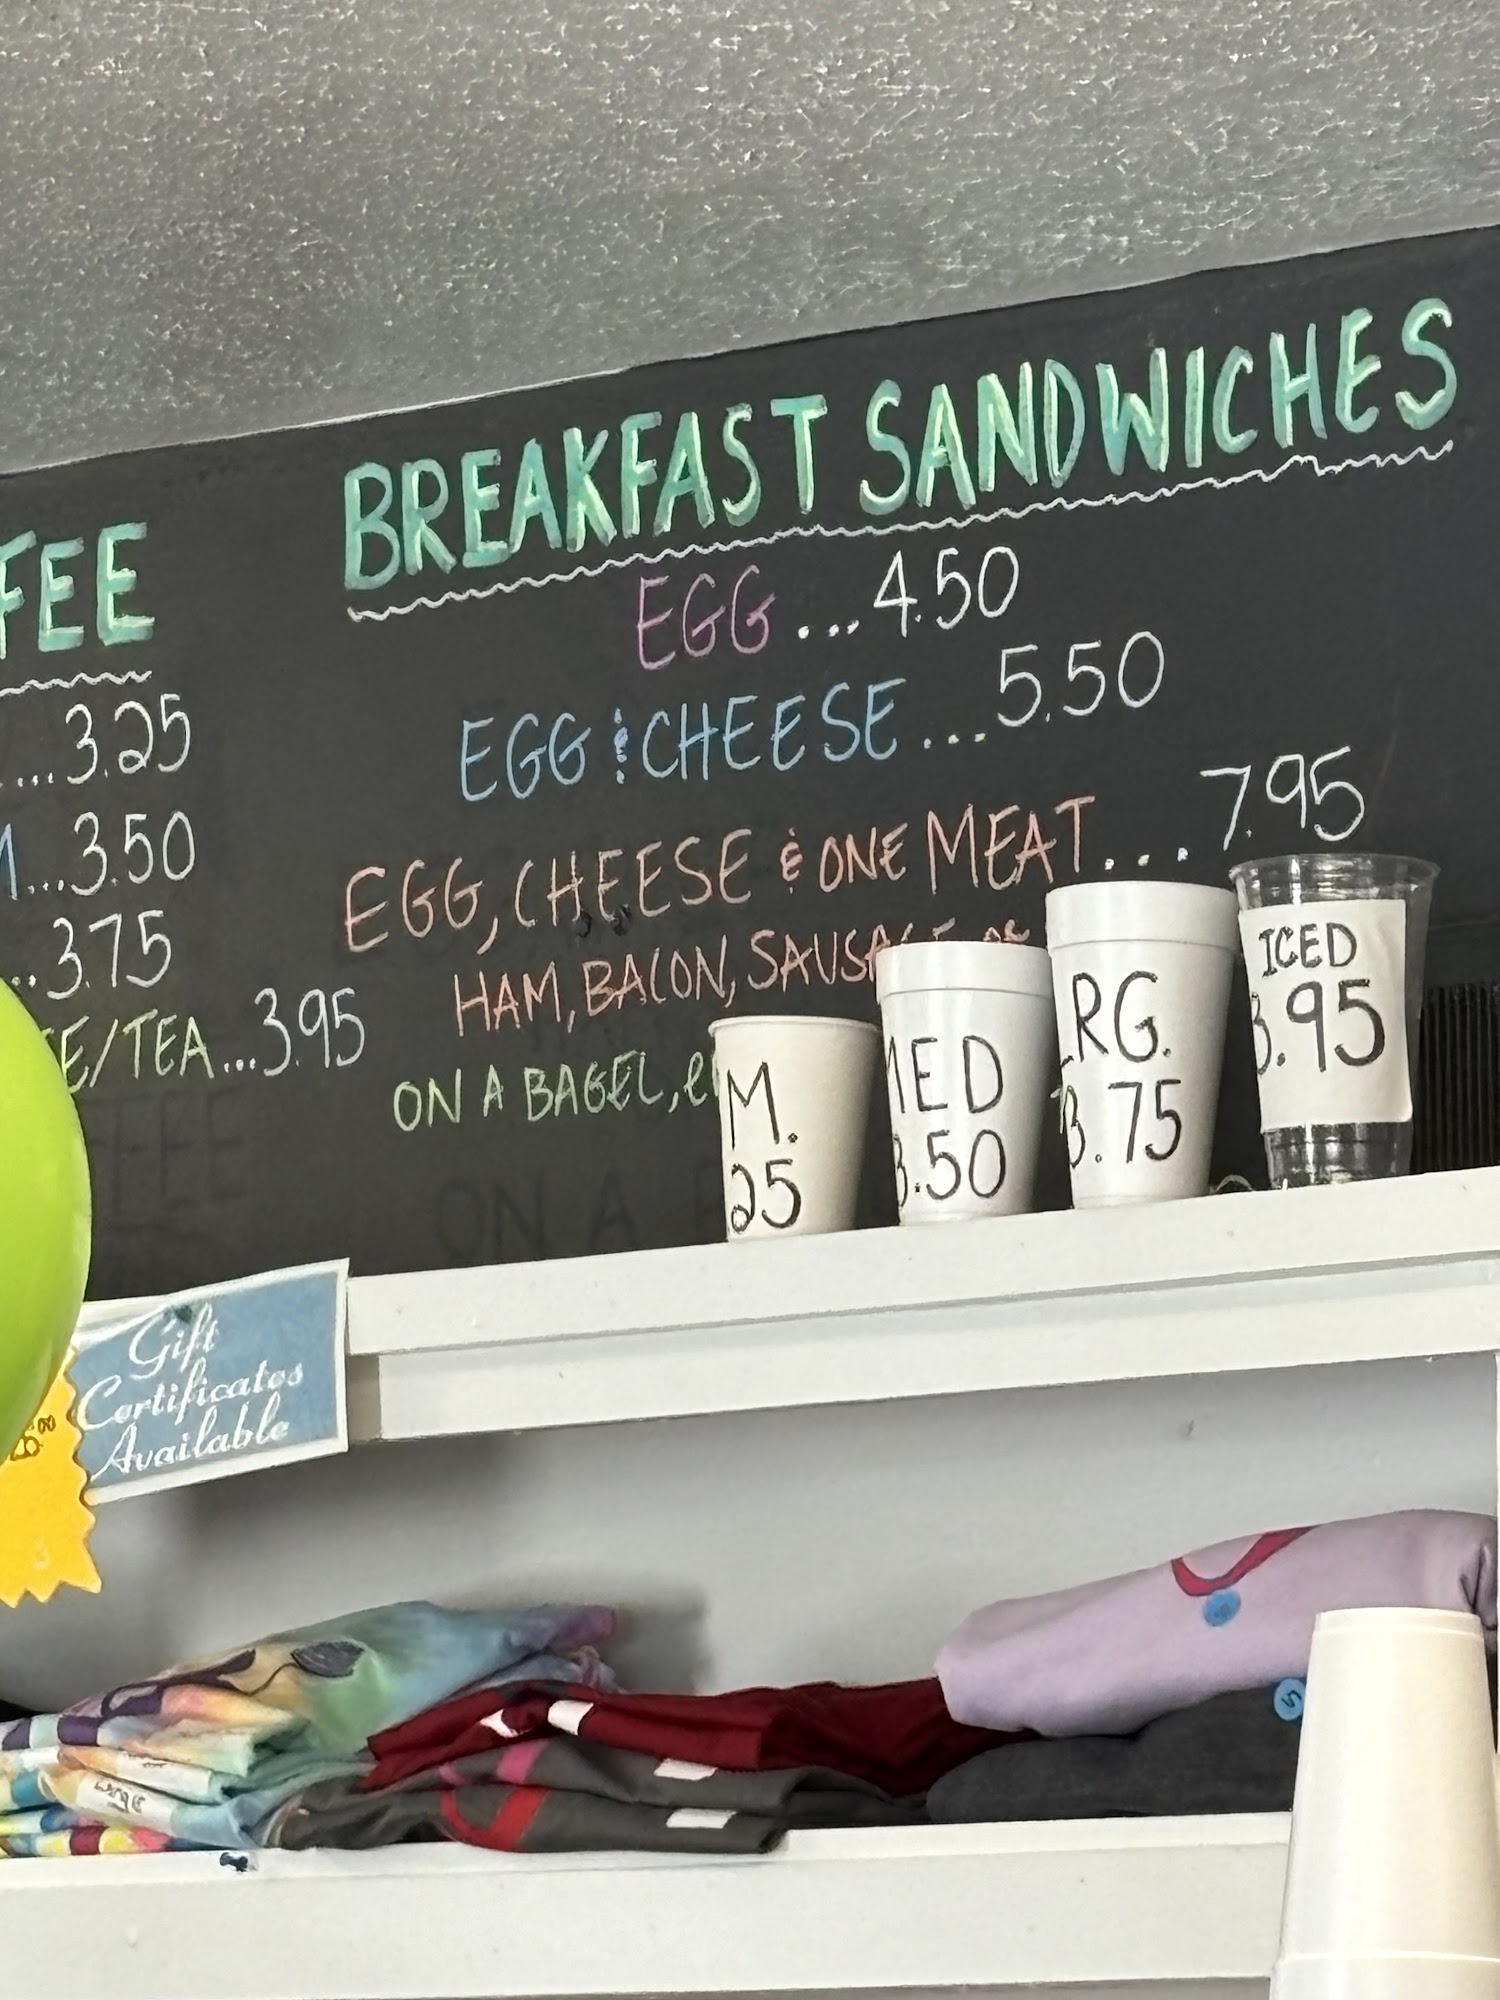 FEE
...3.25
...3.50
...3.75
E/TEA...3.95
BREAKFAST SANDWICHES
EGG...4.50
EGG & CHEESE...5.50
EGG, CHEESE & ONE MEAT....7.95
HAM, BACON, SAUSAGE
ON A BAGEL,
M.
25
MED
3.50
LRG.
3.75
ICED
3.95
Gift
Certificates
Available